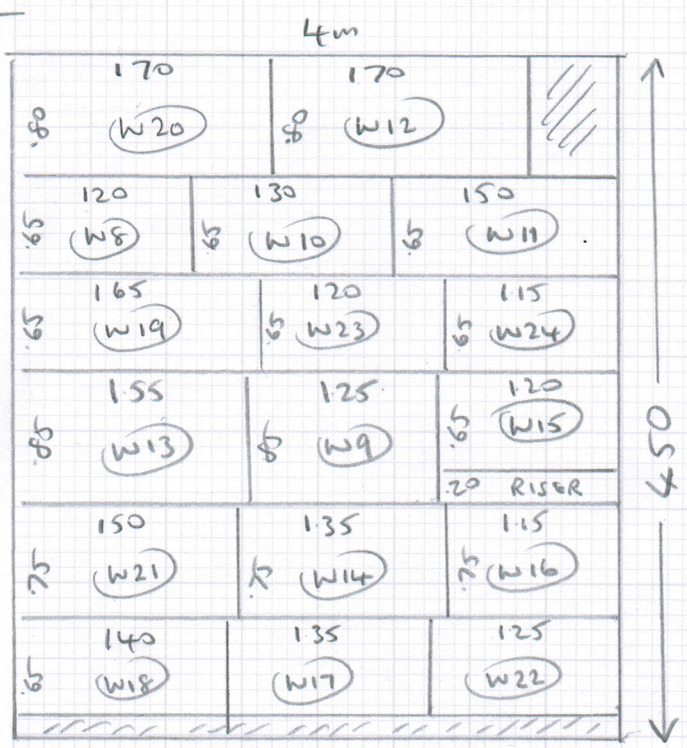 4m
170 170
.80 W20 .80 W12
120 130 150
.65 W8 .65 W10 .65 W11
165 120 1.15
.65 W19 .65 W23 .65 W24
1.55 1.25 1.20
.85 W13 .85 W9 .65 W15
.20 RISER
150 1.35 1.15
.75 W21 .75 W14 .75 W16
140 1.35 125
.65 W18 W17 W22
450